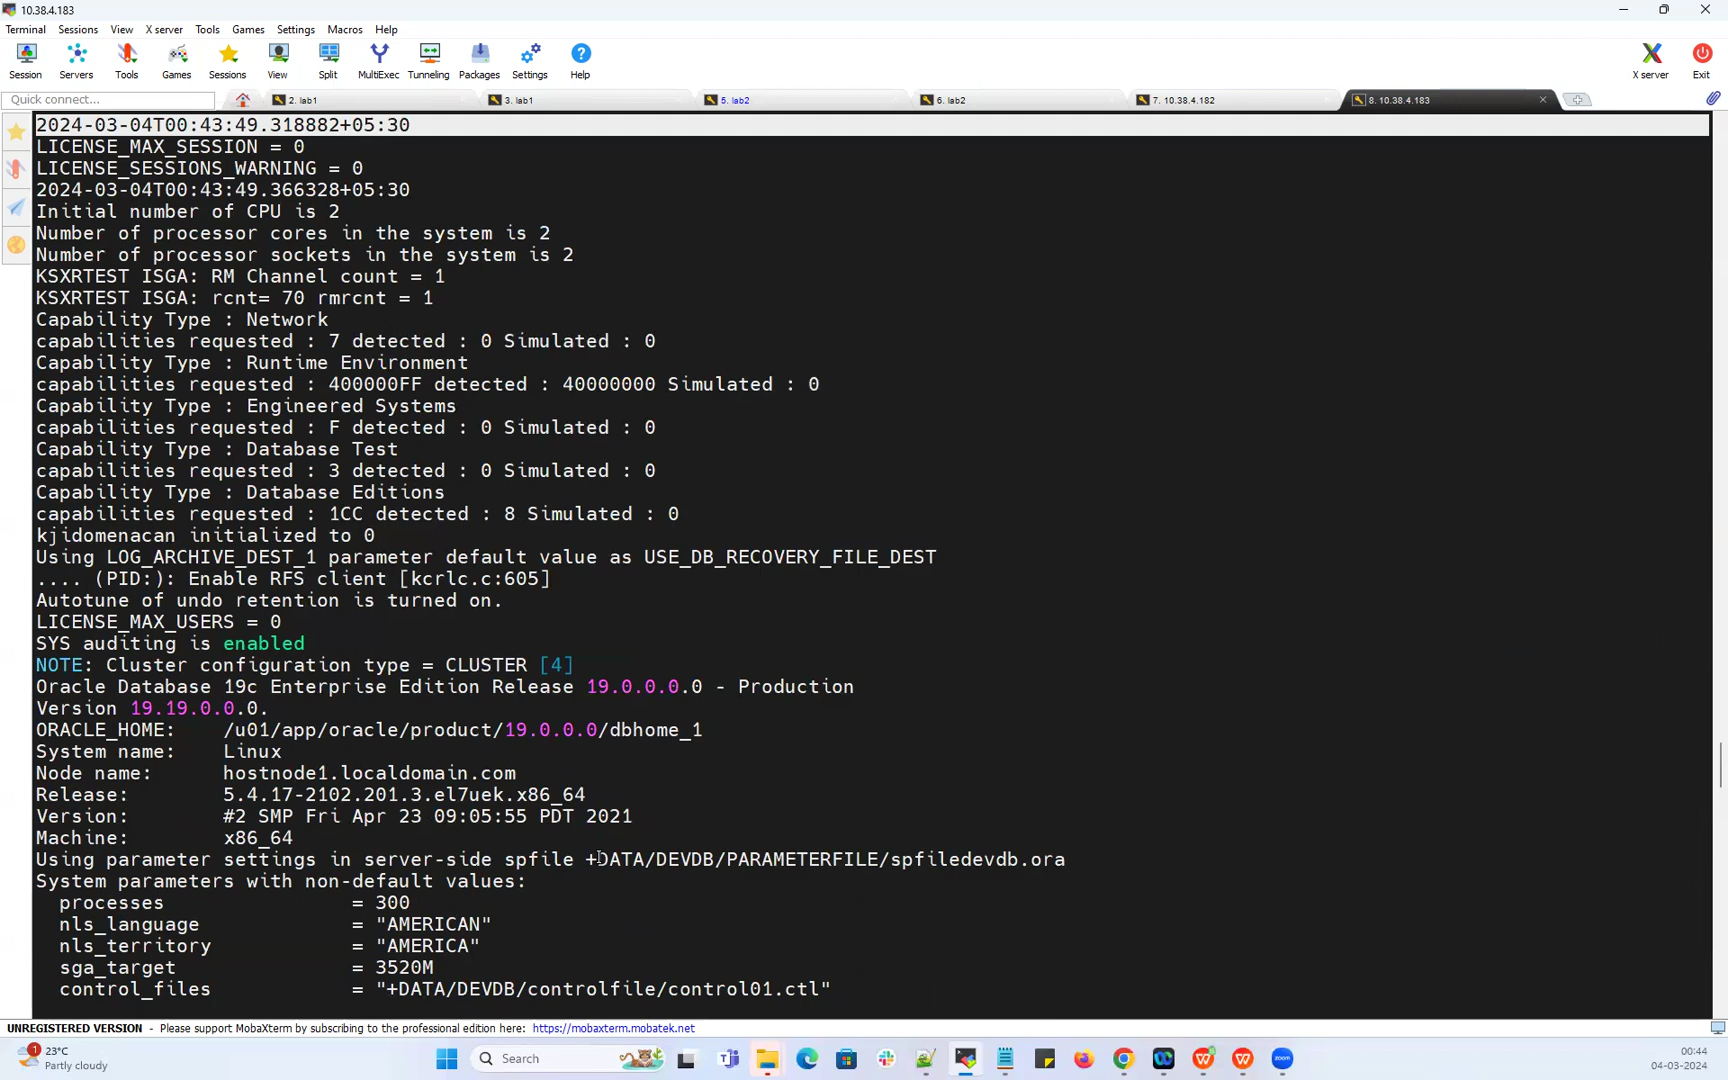 10.38.4.183
Terminal Sessions View X server Tools Games Settings Macros Help
Session Servers Tools Games Sessions View Split MultiExec Tunneling Packages Settings Help X server Exit
Quick connect... 2. lab1 3. lab1 5. lab2 6. lab2 7. 10.38.4.182 8. 10.38.4.183
2024-03-04T00:43:49.318882+05:30
LICENSE_MAX_SESSION = 0
LICENSE_SESSIONS_WARNING = 0
2024-03-04T00:43:49.366328+05:30
Initial number of CPU is 2
Number of processor cores in the system is 2
Number of processor sockets in the system is 2
KSXRTEST ISGA: RM Channel count = 1
KSXRTEST ISGA: rcnt= 70 rmrcnt = 1
Capability Type : Network
capabilities requested : 7 detected : 0 Simulated : 0
Capability Type : Runtime Environment
capabilities requested : 400000FF detected : 40000000 Simulated : 0
Capability Type : Engineered Systems
capabilities requested : F detected : 0 Simulated : 0
Capability Type : Database Test
capabilities requested : 3 detected : 0 Simulated : 0
Capability Type : Database Editions
capabilities requested : 1CC detected : 8 Simulated : 0
kjidomenacan initialized to 0
Using LOG_ARCHIVE_DEST_1 parameter default value as USE_DB_RECOVERY_FILE_DEST
.... (PID:): Enable RFS client [kcrlc.c:605]
Autotune of undo retention is turned on.
LICENSE_MAX_USERS = 0
SYS auditing is enabled
NOTE: Cluster configuration type = CLUSTER [4]
Oracle Database 19c Enterprise Edition Release 19.0.0.0.0 - Production
Version 19.19.0.0.0.
ORACLE_HOME: /u01/app/oracle/product/19.0.0.0/dbhome_1
System name: Linux
Node name: hostnode1.localdomain.com
Release: 5.4.17-2102.201.3.el7uek.x86_64
Version: #2 SMP Fri Apr 23 09:05:55 PDT 2021
Machine: x86_64
Using parameter settings in server-side spfile +DATA/DEVDB/PARAMETERFILE/spfiledevdb.ora
System parameters with non-default values:
processes = 300
nls_language = "AMERICAN"
nls_territory = "AMERICA"
sga_target = 3520M
control_files = "+DATA/DEVDB/controlfile/control01.ctl"
UNREGISTERED VERSION - Please support MobaXterm by subscribing to the professional edition here: https://mobaxterm.mobatek.net
1 23°C
Partly cloudy
Search
00:44
04-03-2024